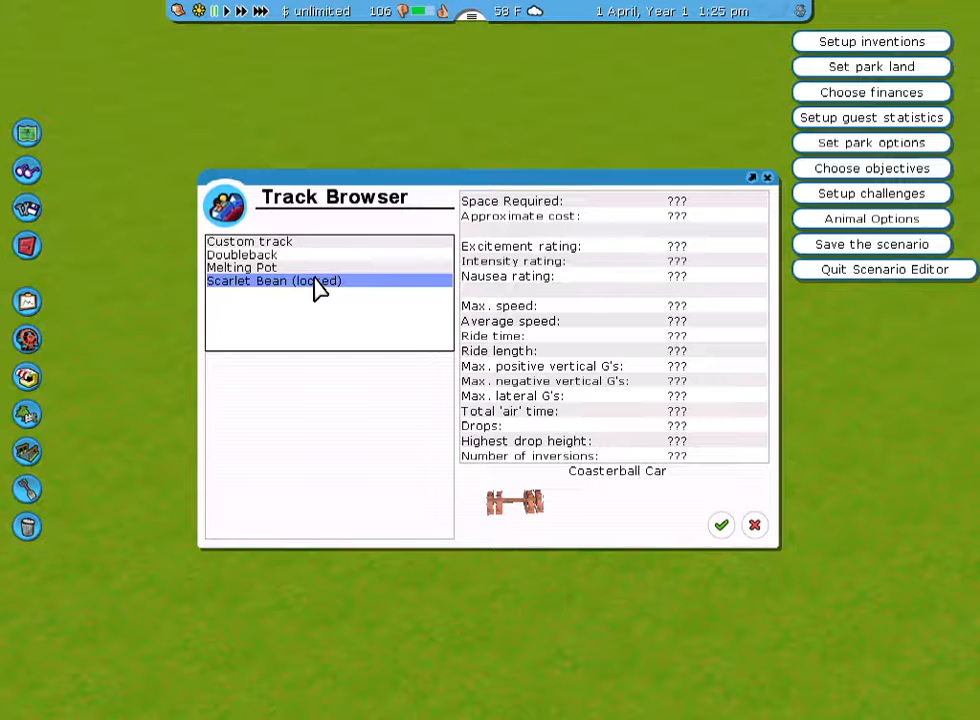 $ unlimited 106 58 F 1 April, Year 1 1:25 pm
Setup inventions
Set park land
Choose finances
Setup guest statistics
Set park options
Choose objectives
Setup challenges
Animal Options
Save the scenario
Quit Scenario Editor
Track Browser
Custom track
Doubleback
Melting Pot
Scarlet Bean (locked)
Space Required: ???
Approximate cost: ???
Excitement rating: ???
Intensity rating: ???
Nausea rating: ???
Max. speed: ???
Average speed: ???
Ride time: ???
Ride length: ???
Max. positive vertical G's: ???
Max. negative vertical G's: ???
Max. lateral G's: ???
Total 'air' time: ???
Drops: ???
Highest drop height: ???
Number of inversions: ???
Coasterball Car